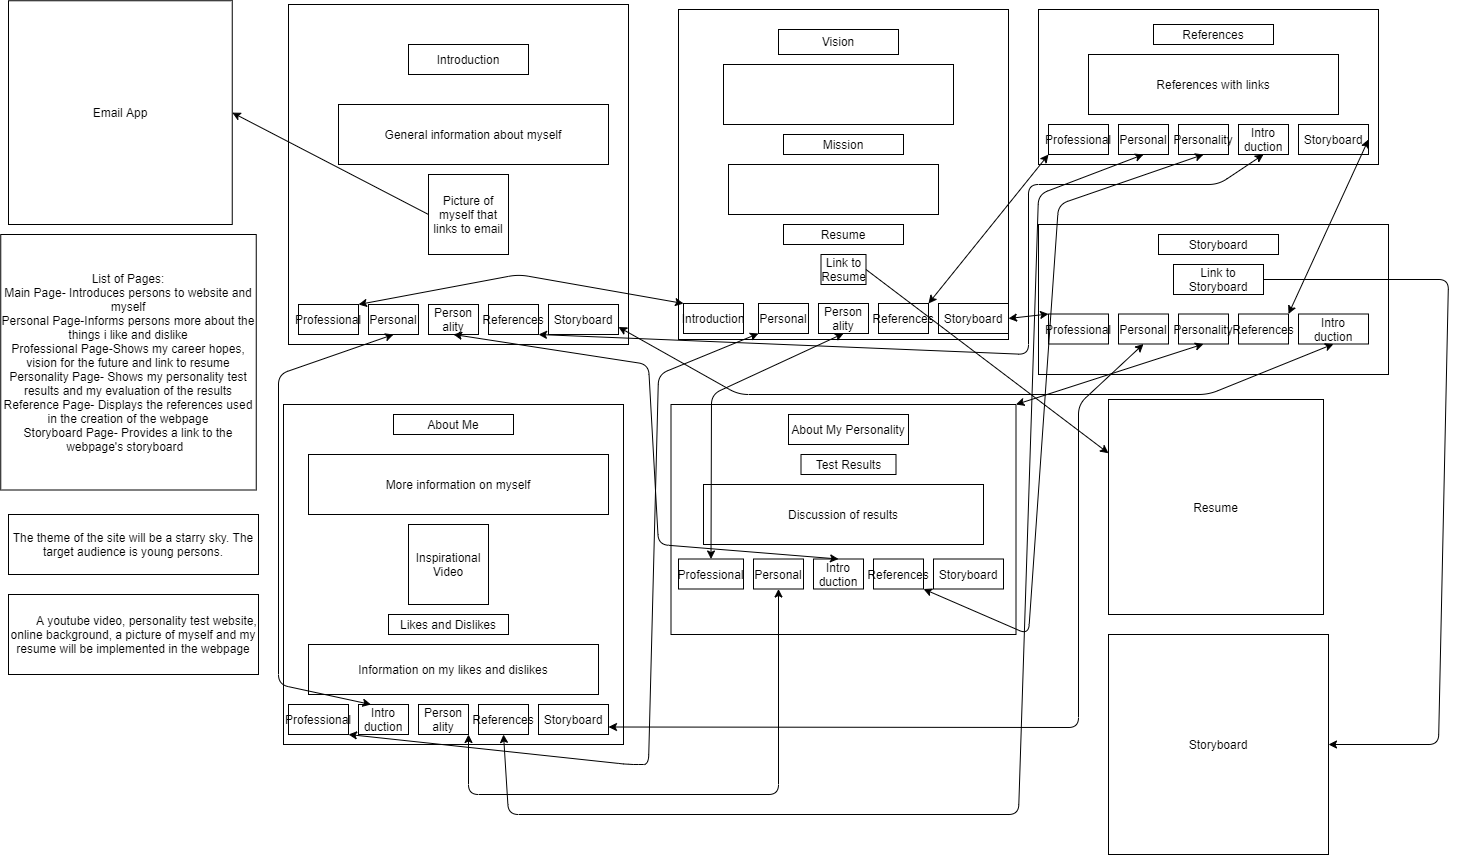 Email App
List of Pages:
Main Page- Introduces persons to website and
myself
Personal Page-Informs persons more about the
things i like and dislike
Professional Page-Shows my career hopes,
vision for the future and link to resume
Personality Page- Shows my personality test
results and my evaluation of the results
Reference Page- Displays the references used
in the creation of the webpage
Storyboard Page- Provides a link to the
webpage's storyboard
The theme of the site will be a starry sky. The
target audience is young persons.
A youtube video, personality test website,
online background, a picture of myself and my
resume will be implemented in the webpage
Introduction
General information about myself
Picture of
myself that
links to email
Professional
Personal
Person
ality
References
Storyboard
About Me
More information on myself
Inspirational
Video
Likes and Dislikes
Information on my likes and dislikes
Professional
Intro
duction
Person
ality
References
Storyboard
Vision
Mission
Resume
Link to
Resume
Introduction
Personal
Person
ality
References
Storyboard
About My Personality
Test Results
Discussion of results
Professional
Personal
Intro
duction
References
Storyboard
References
References with links
Professional
Personal
Personality
Intro
duction
Storyboard
Storyboard
Link to
Storyboard
Professional
Personal
Personality
References
Intro
duction
Resume
Storyboard